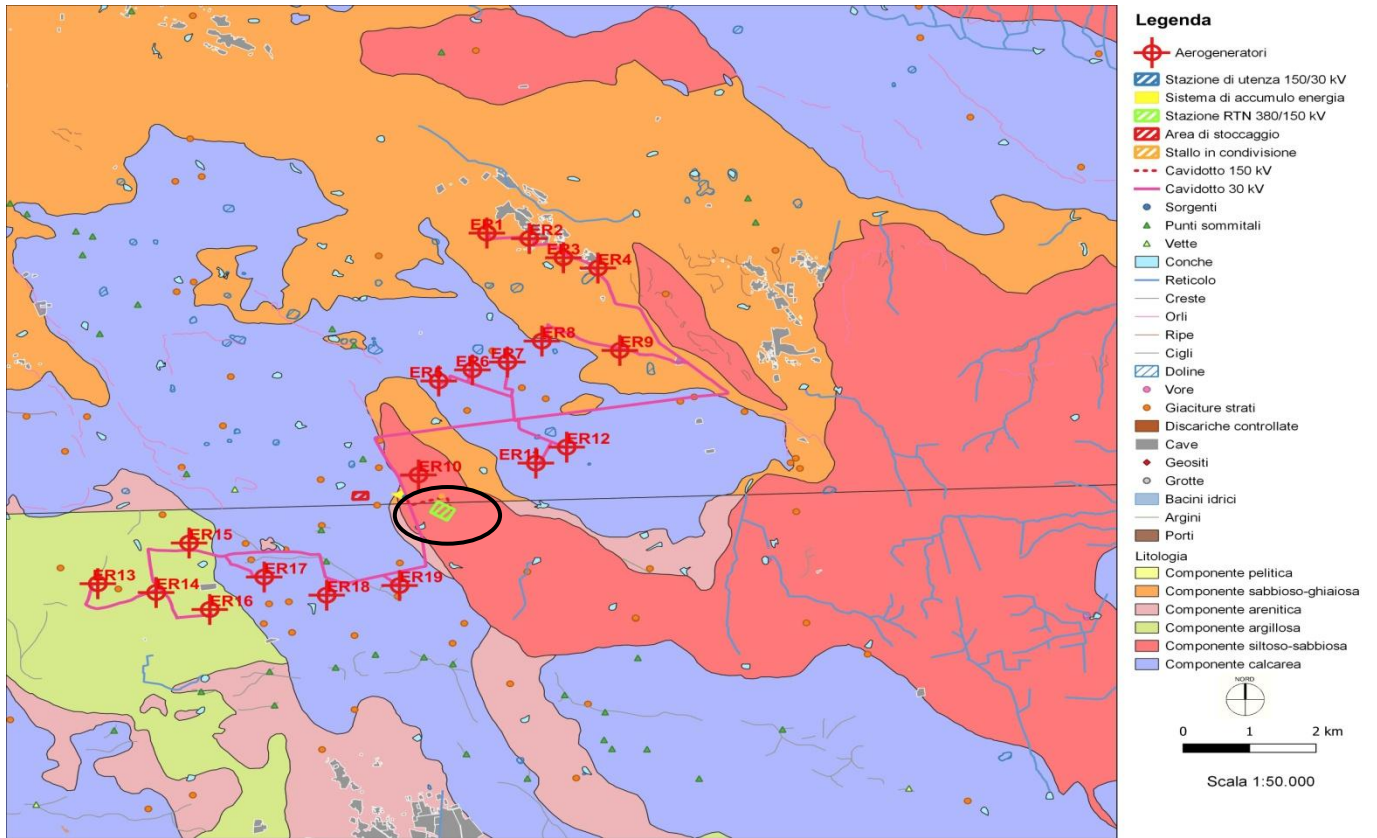 ER1
ER2
ER3
ER4
ER8
ER9
ER7
ER6
ER5
ER12
ER11
ER10
ER15
ER17
ER13
ER14
ER16
ER18
ER19
Legenda
Aerogeneratori
Stazione di utenza 150/30 kV
Sistema di accumulo energia
Stazione RTN 380/150 kV
Area di stoccaggio
Stallo in condivisione
Cavidotto 150 kV
Cavidotto 30 kV
Sorgenti
Punti sommitali
Vette
Conche
Reticolo
Creste
Orli
Ripe
Cigli
Doline
Vore
Giaciture strati
Discariche controllate
Cave
Geositi
Grotte
Bacini idrici
Argini
Porti
Litologia
Componente pelitica
Componente sabbioso-ghiaiosa
Componente arenitica
Componente argillosa
Componente siltoso-sabbiosa
Componente calcarea
NORD
0 1 2 km
Scala 1:50.000